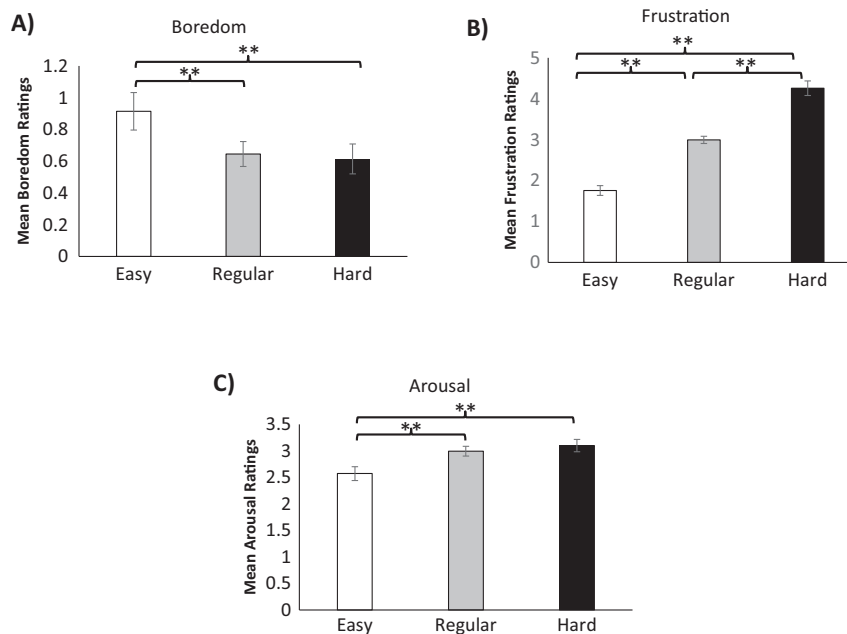 A)
Boredom
Mean Boredom Ratings
1.2
1
0.8
0.6
0.4
0.2
0
**
**
Easy Regular Hard
B)
Frustration
Mean Frustration Ratings
5
4
3
2
1
0
**
** **
Easy Regular Hard
C)
Arousal
Mean Arousal Ratings
3.5
3
2.5
2
1.5
1
0.5
0
**
**
Easy Regular Hard